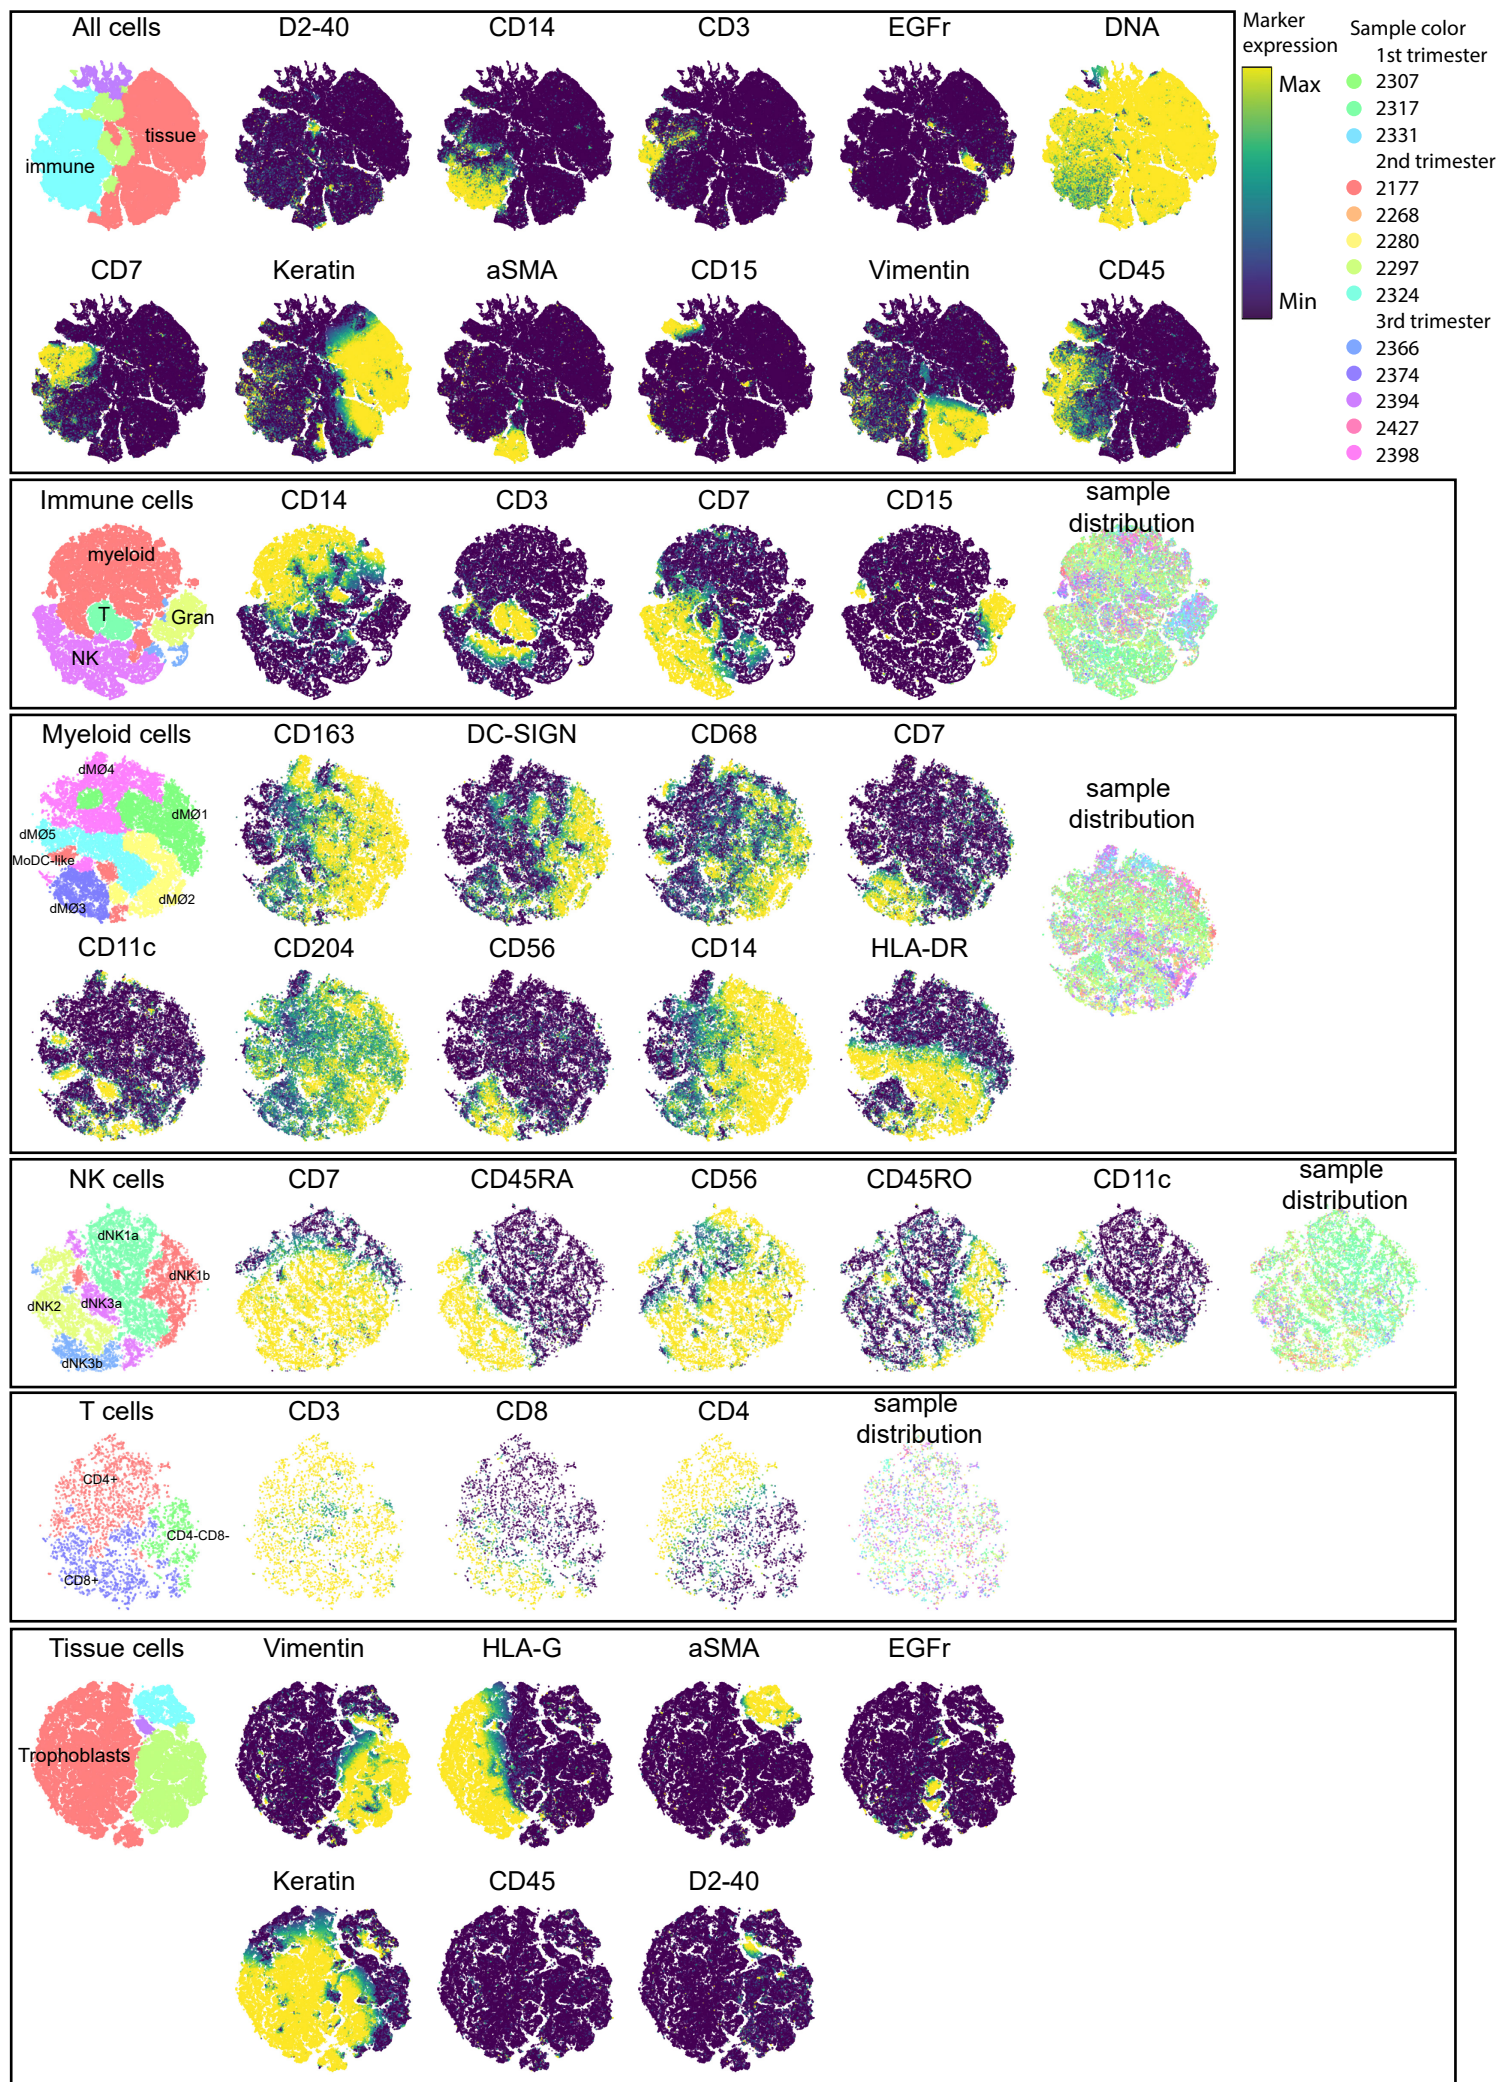 All cells
D2-40
CD14
CD3
EGFr
DNA
tissue
immune
CD7
Keratin
aSMA
CD15
Vimentin
CD45
Marker
expression
Max
Min
Sample color
1st trimester
2307
2317
2331
2nd trimester
2177
2268
2280
2297
2324
3rd trimester
2366
2374
2394
2427
2398
Immune cells
CD14
CD3
CD7
CD15
sample
distribution
myeloid
T
Gran
NK
Myeloid cells
CD163
DC-SIGN
CD68
CD7
sample
distribution
dMØ4
dMØ1
dMØ5
MoDC-like
dMØ3
dMØ2
CD11c
CD204
CD56
CD14
HLA-DR
NK cells
CD7
CD45RA
CD56
CD45RO
CD11c
sample
distribution
dNK1a
dNK1b
dNK2
dNK3a
dNK3b
T cells
CD3
CD8
CD4
sample
distribution
CD4+
CD4-CD8-
CD8+
Tissue cells
Vimentin
HLA-G
aSMA
EGFr
Trophoblasts
Keratin
CD45
D2-40